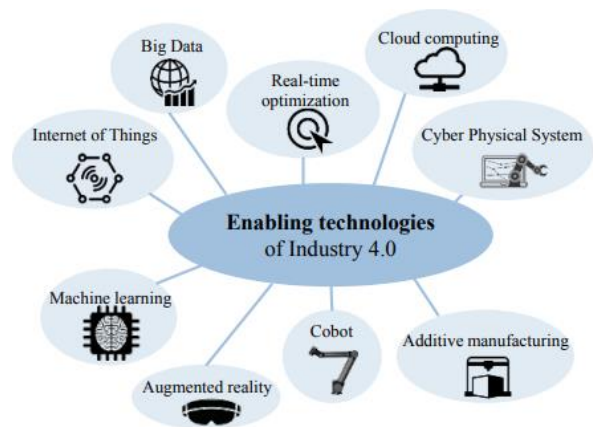 Cloud computing
Big Data
Real-time
optimization
Internet of Things
Cyber Physical System
Enabling technologies
of Industry 4.0
Machine learning
Cobot
Additive manufacturing
Augmented reality